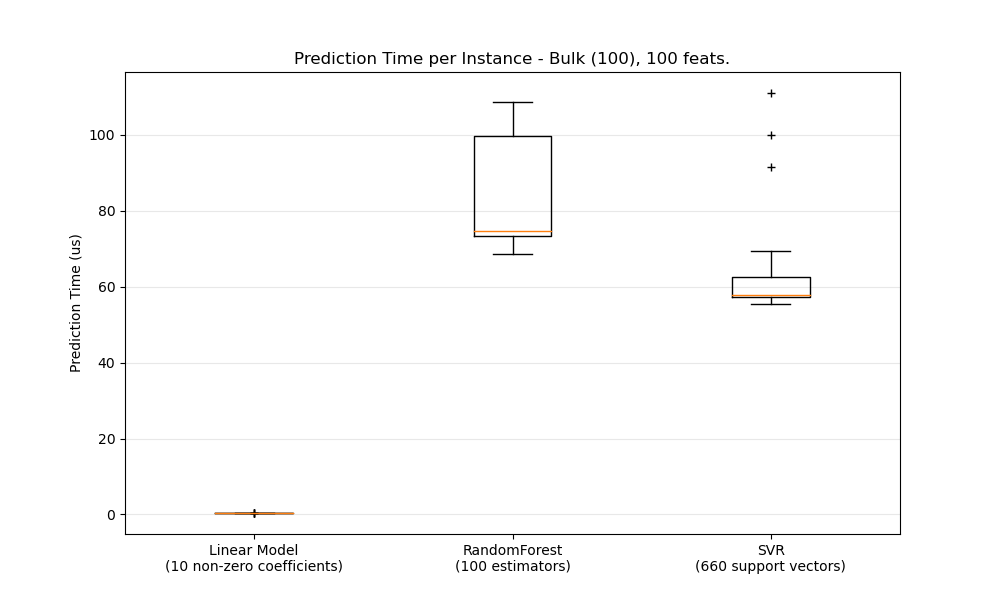 Prediction Time per Instance - Bulk (100), 100 feats.
Prediction Time (us)
100
80
60
40
20
0
Linear Model
(10 non-zero coefficients)
RandomForest
(100 estimators)
SVR
(660 support vectors)